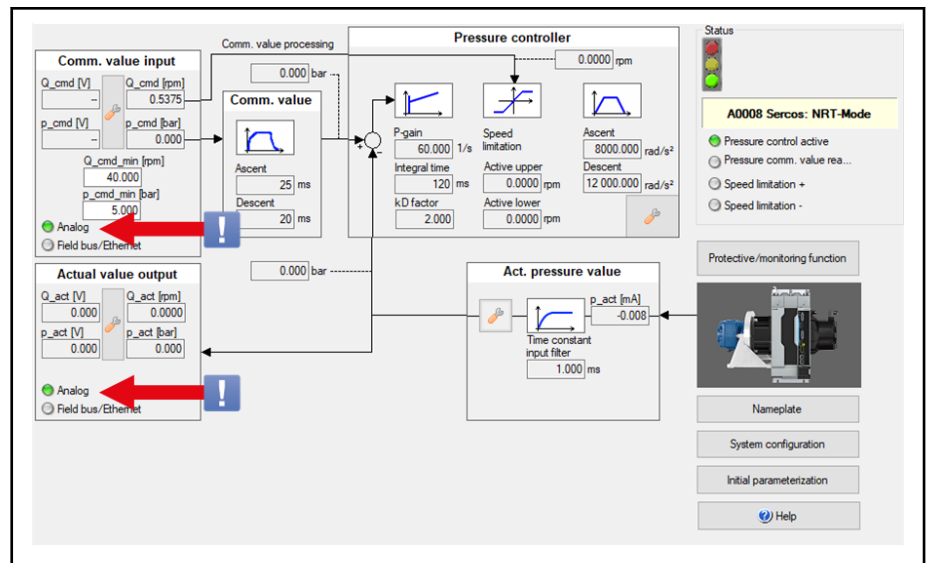 Comm. value input
Q_cmd [V]
Q_cmd [rpm]
--
0.5375
p_cmd [V]
p_cmd [bar]
--
0.000
Q_cmd_min [rpm]
40.000
p_cmd_min [bar]
5.000
Analog
Field bus/Ethernet
!
Comm. value processing
0.000 bar
Comm. value
Ascent
25 ms
Descent
20 ms
Pressure controller
0.0000 rpm
+
-
P-gain
60.000 1/s
Integral time
120 ms
kD factor
2.000
Speed
limitation
Active upper
0.0000 rpm
Active lower
0.0000 rpm
Ascent
8000.000 rad/s²
Descent
12 000.000 rad/s²
Status
A0008 Sercos: NRT-Mode
Pressure control active
Pressure comm. value rea...
Speed limitation +
Speed limitation -
Actual value output
Q_act [V]
Q_act [rpm]
0.000
0.0000
p_act [V]
p_act [bar]
0.000
0.000
Analog
Field bus/Ethernet
!
0.000 bar
Act. pressure value
p_act [mA]
-0.008
Time constant
input filter
1.000 ms
Protective/monitoring function
Nameplate
System configuration
Initial parameterization
? Help